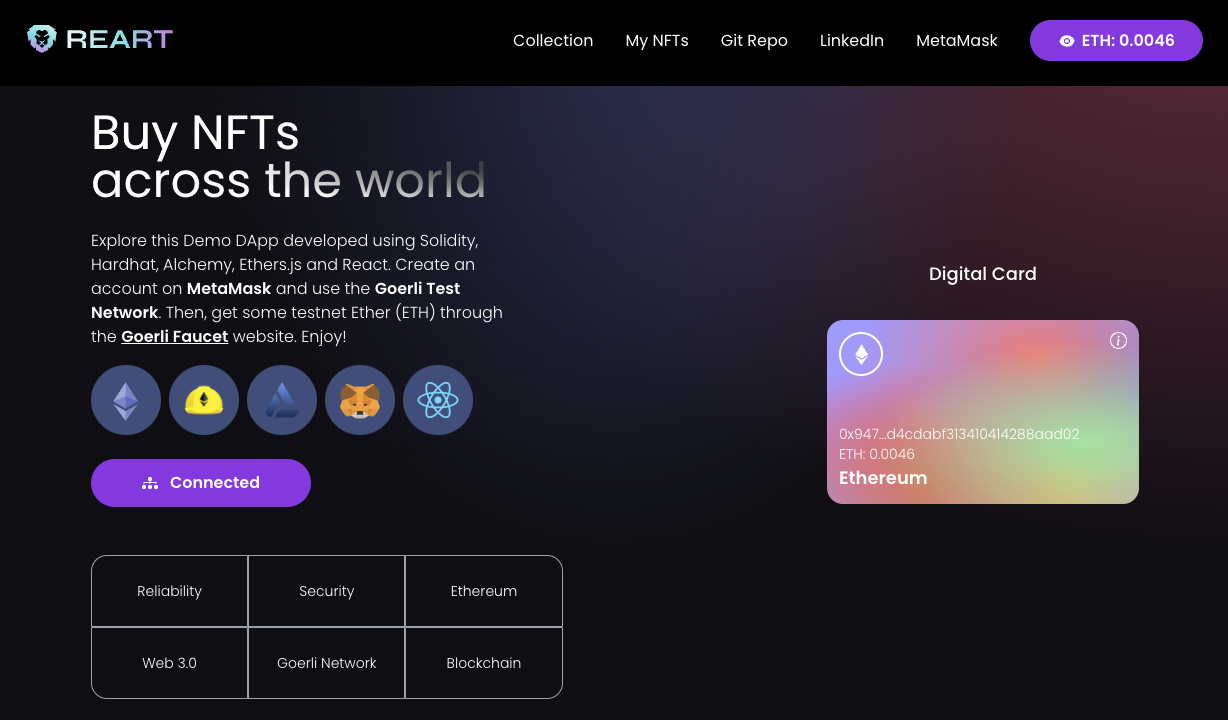 REART
Collection
My NFTs
Git Repo
LinkedIn
MetaMask
ETH: 0.0046
Buy NFTs
across the world
Explore this Demo DApp developed using Solidity,
Hardhat, Alchemy, Ethers.js and React. Create an
account on MetaMask and use the Goerli Test
Network. Then, get some testnet Ether (ETH) through
the Goerli Faucet website. Enjoy!
Connected
Digital Card
i
0x947...d4cdabf313410414288aad02
ETH: 0.0046
Ethereum
Reliability
Security
Ethereum
Web 3.0
Goerli Network
Blockchain